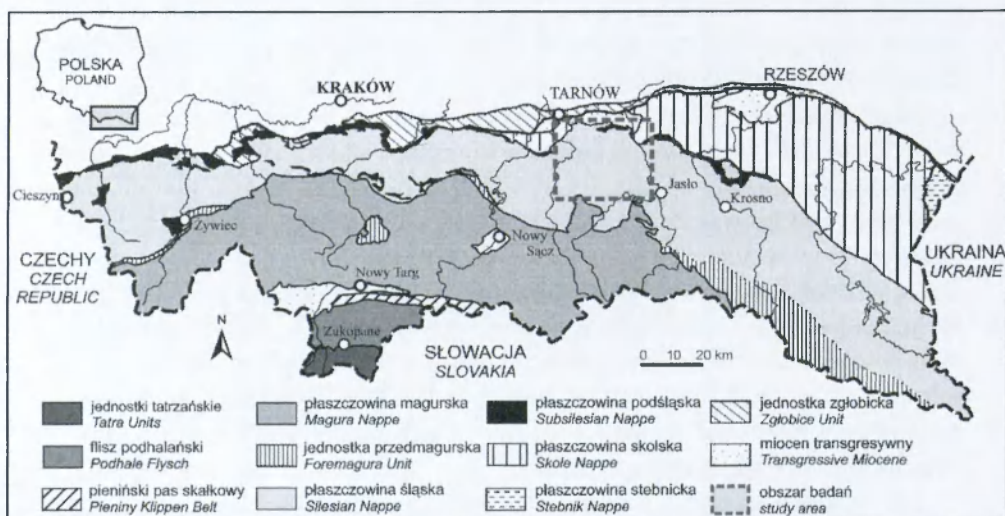 POLSKA
POLAND
KRAKÓW
TARNÓW
RZESZÓW
Cieszyn
Jasło
Krosno
Żywiec
Nowy
Sącz
CZECHY
CZECH
REPUBLIC
UKRAINA
UKRAINE
Nowy Targ
N
Zakopane
SŁOWACJA
SLOVAKIA
0 10 20 km
jednostki tatrzańskie
Tatra Units
płaszczowina magurska
Magura Nappe
płaszczowina podśląska
Subsilesian Nappe
jednostka zgłobicka
Zgłobice Unit
flisz podhalański
Podhale Flysch
jednostka przedmagurska
Foremagura Unit
płaszczowina skolska
Skole Nappe
miocen transgresywny
Transgressive Miocene
pieniński pas skałkowy
Pieniny Klippen Belt
płaszczowina śląska
Silesian Nappe
płaszczowina stebnicka
Stebnik Nappe
obszar badań
study area